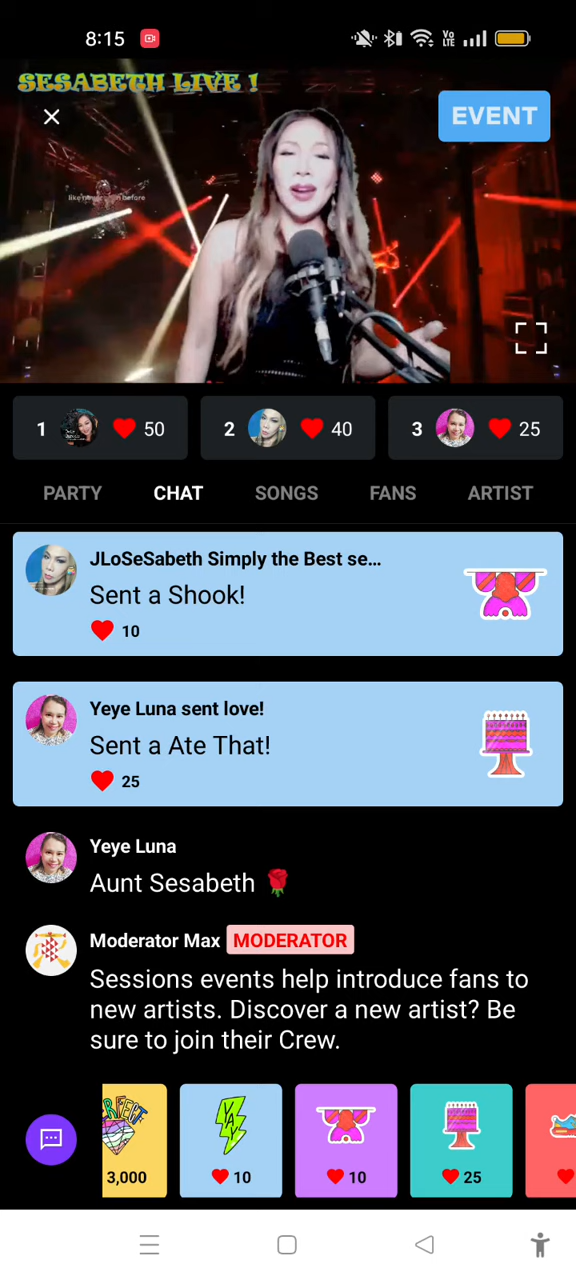 8:15
Vo
LTE
SESABETH LIVE !
EVENT
1 50
2 40
3 25
PARTY CHAT SONGS FANS ARTIST
JLoSeSabeth Simply the Best se...
Sent a Shook!
10
Yeye Luna sent love!
Sent a Ate That!
25
Yeye Luna
Aunt Sesabeth 🌹
Moderator Max MODERATOR
Sessions events help introduce fans to
new artists. Discover a new artist? Be
sure to join their Crew.
YAY
3,000 10 10 25